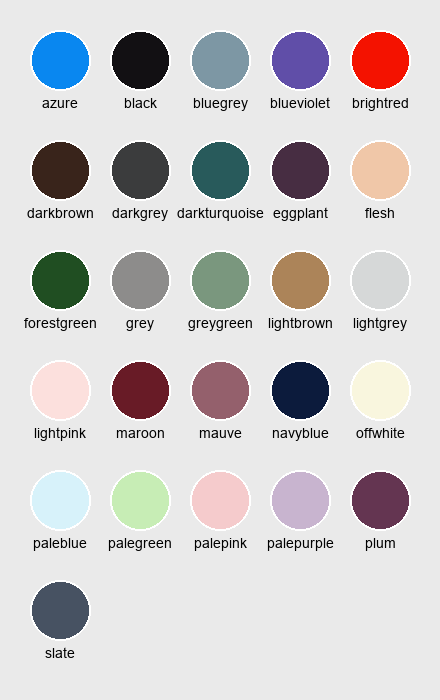 azure black bluegrey blueviolet brightred
darkbrown darkgrey darkturquoise eggplant flesh
forestgreen grey greygreen lightbrown lightgrey
lightpink maroon mauve navyblue offwhite
paleblue palegreen palepink palepurple plum
slate